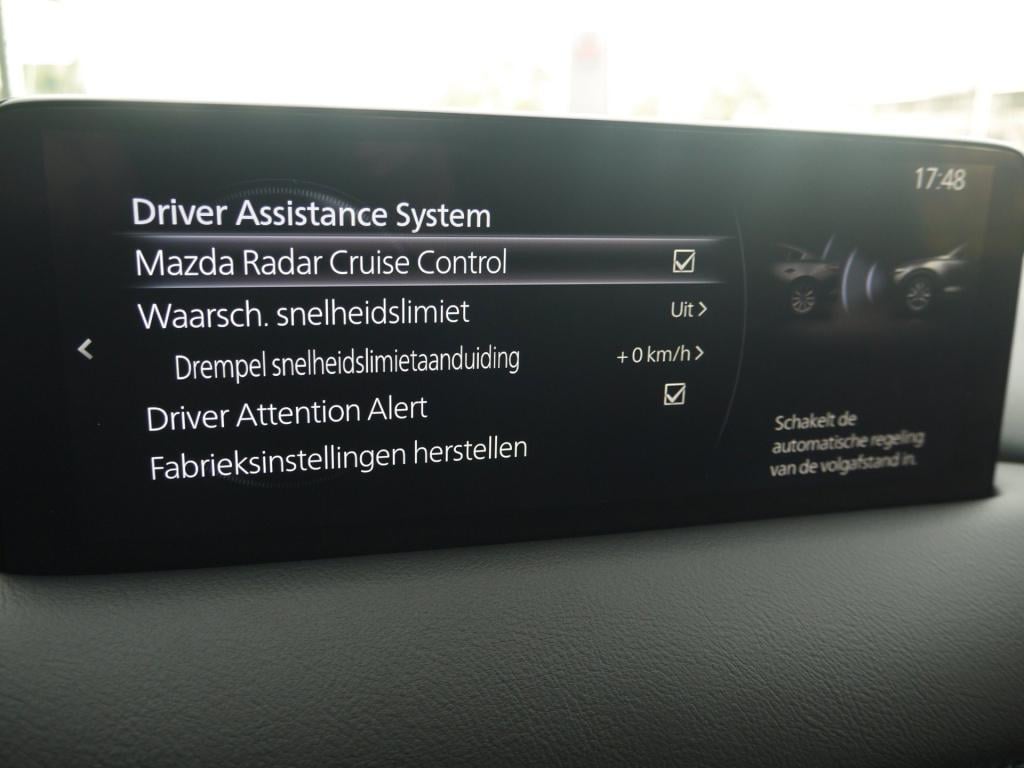 17:48
Driver Assistance System
Mazda Radar Cruise Control
Waarsch. snelheidslimiet Uit >
Drempel snelheidslimietaanduiding +0 km/h >
Driver Attention Alert
Fabrieksinstellingen herstellen
Schakelt de
automatische regeling
van de volgafstand in.